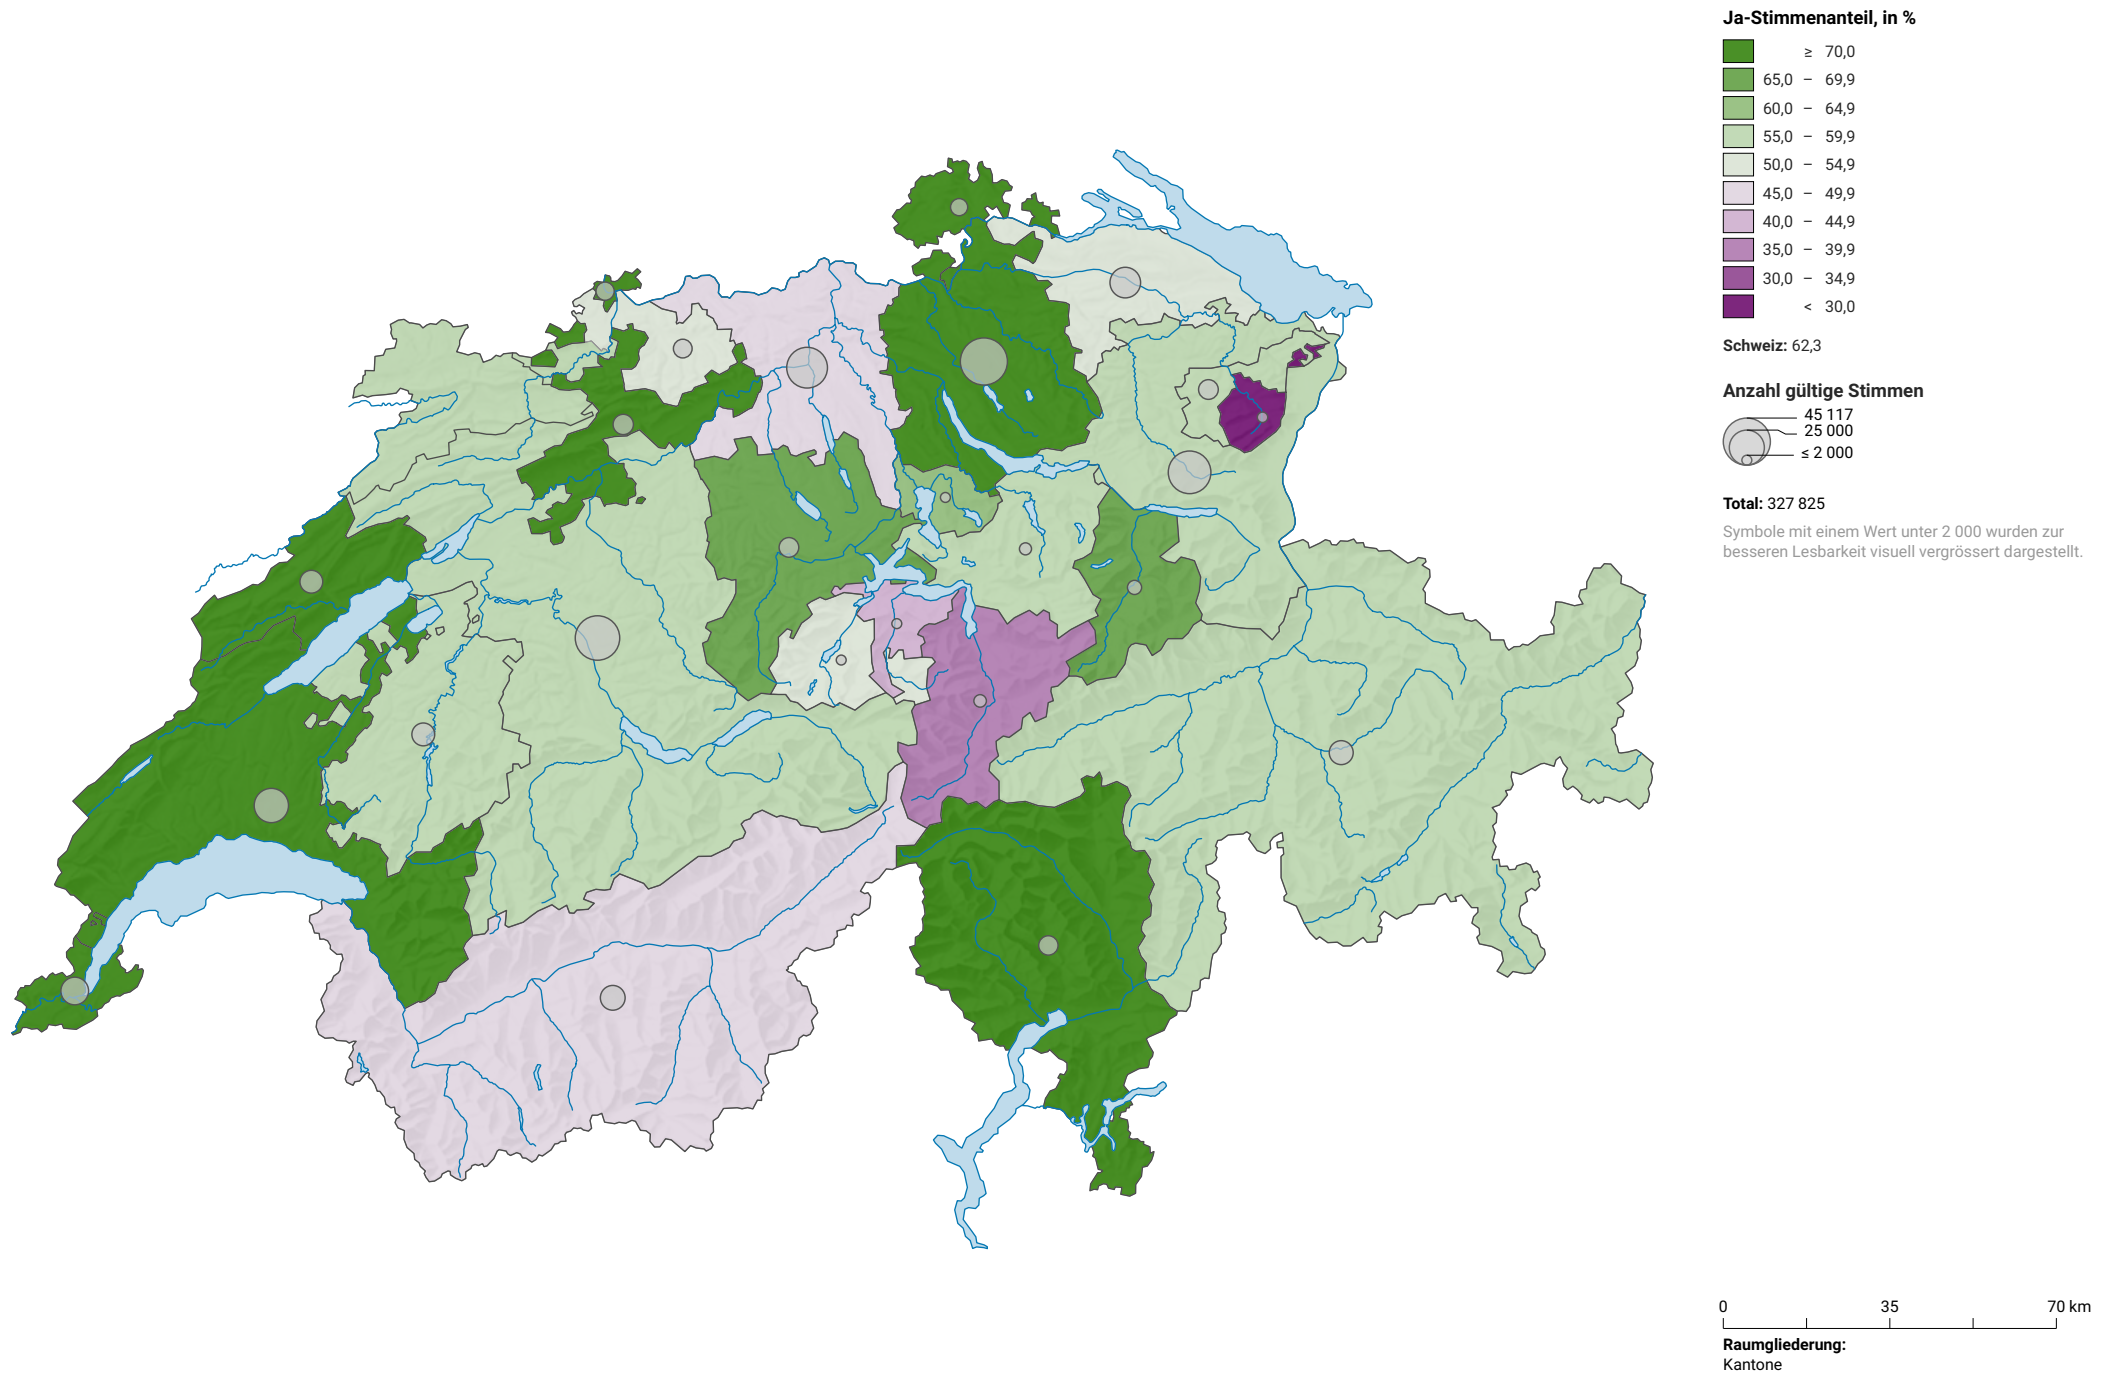 Ja-Stimmenanteil, in %
≥ 70,0
65,0 – 69,9
60,0 – 64,9
55,0 – 59,9
50,0 – 54,9
45,0 – 49,9
40,0 – 44,9
35,0 – 39,9
30,0 – 34,9
< 30,0
Schweiz: 62,3
Anzahl gültige Stimmen
45 117
25 000
≤ 2 000
Total: 327 825
Symbole mit einem Wert unter 2 000 wurden zur
besseren Lesbarkeit visuell vergrössert dargestellt.
0 35 70 km
Raumgliederung:
Kantone